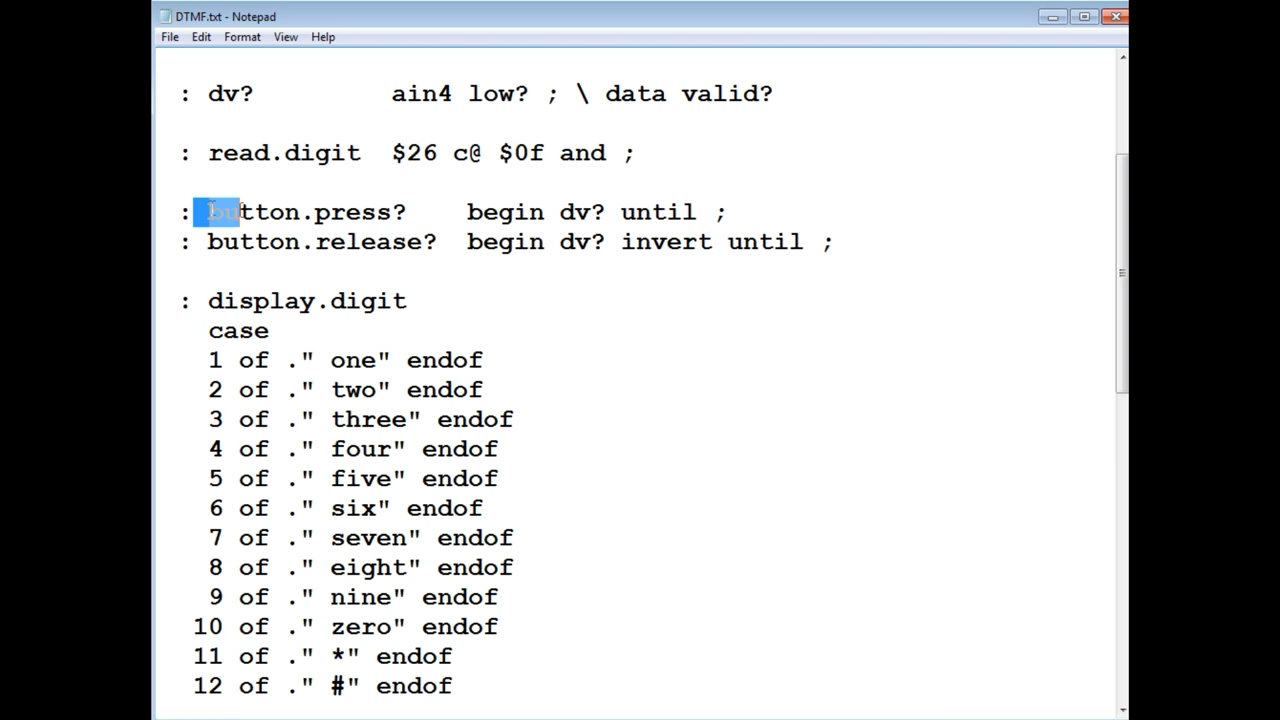 DTMF.txt - Notepad
File Edit Format View Help
: dv? ain4 low? ; \ data valid?
: read.digit $26 c@ $0f and ;
: button.press? begin dv? until ;
: button.release? begin dv? invert until ;
: display.digit
case
1 of ." one" endof
2 of ." two" endof
3 of ." three" endof
4 of ." four" endof
5 of ." five" endof
6 of ." six" endof
7 of ." seven" endof
8 of ." eight" endof
9 of ." nine" endof
10 of ." zero" endof
11 of ." *" endof
12 of ." #" endof